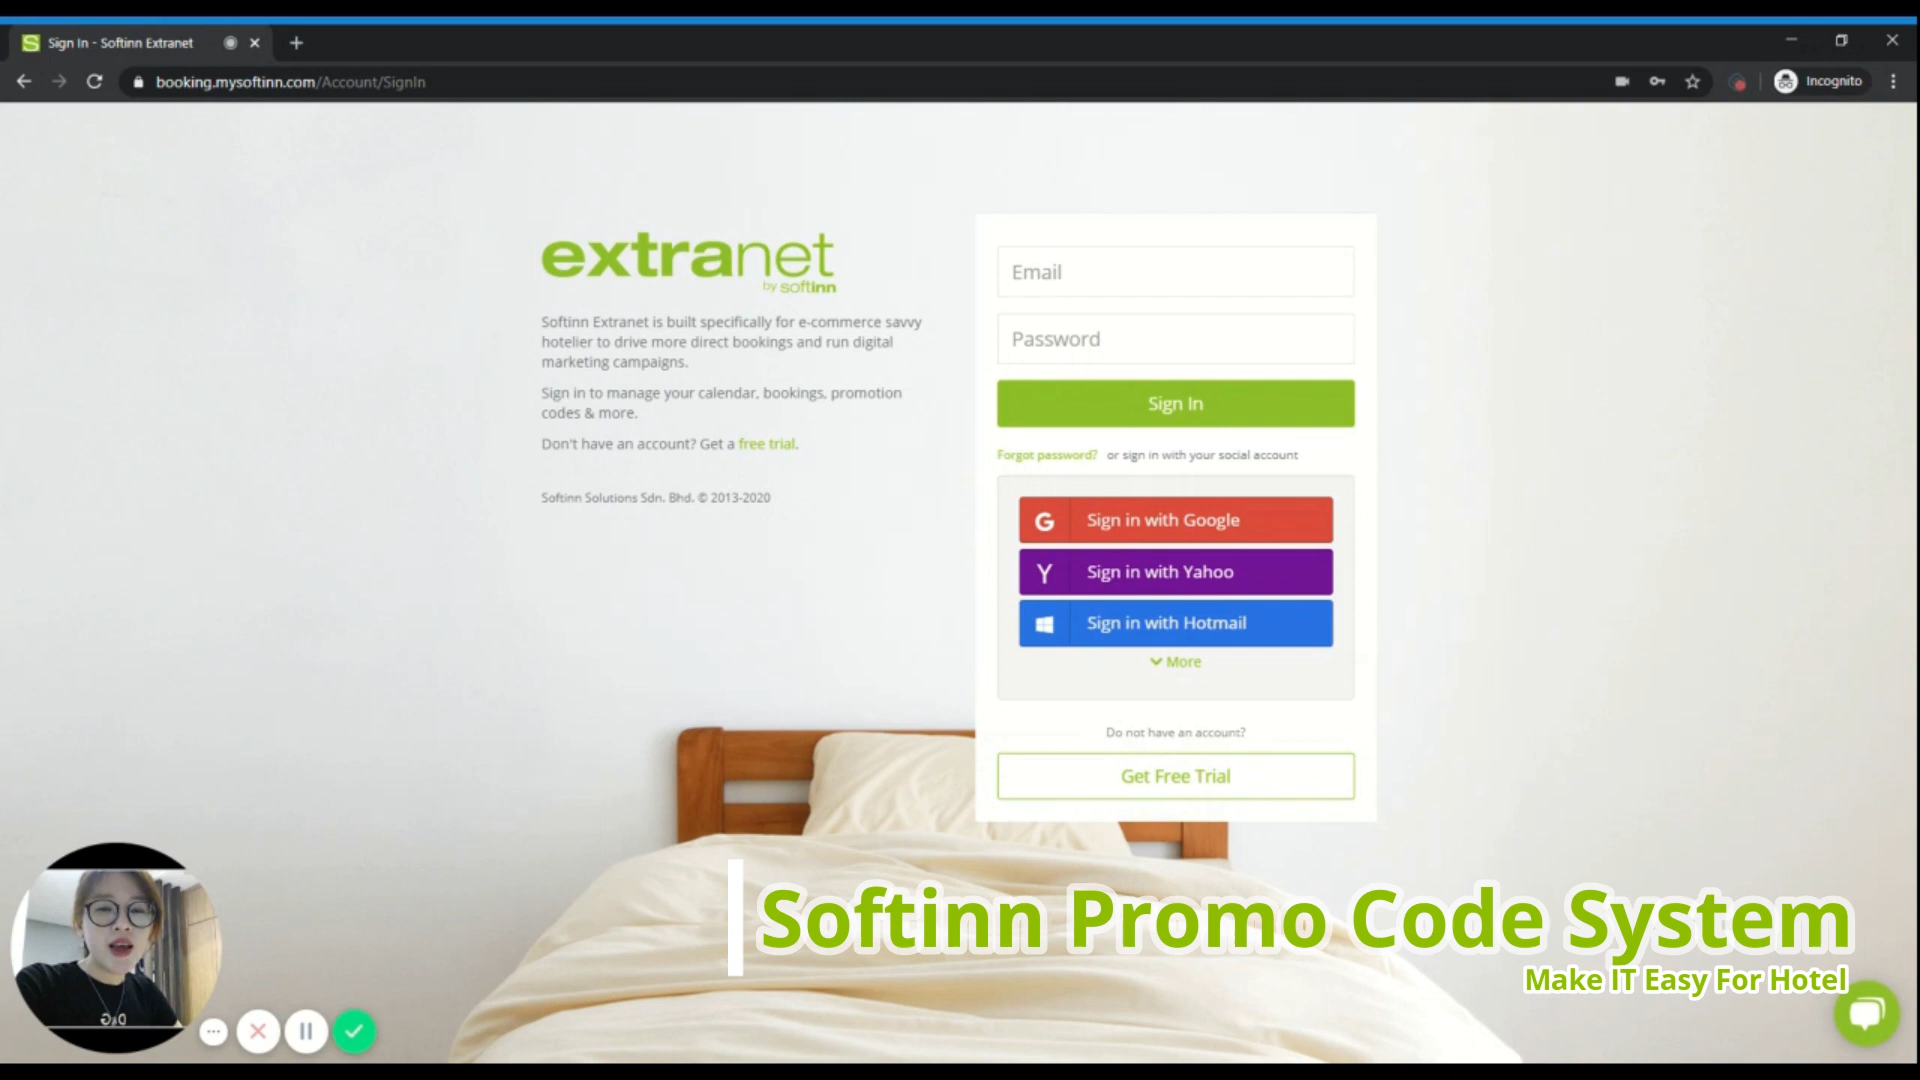 Sign In - Softinn Extranet
booking.mysoftinn.com/Account/SignIn
Incognito
extranet
by softinn
Softinn Extranet is built specifically for e-commerce savvy
hotelier to drive more direct bookings and run digital
marketing campaigns.
Sign in to manage your calendar, bookings, promotion
codes & more.
Don't have an account? Get a free trial.
Softinn Solutions Sdn. Bhd. © 2013-2020
Email
Password
Sign In
Forgot password? or sign in with your social account
Sign in with Google
Sign in with Yahoo
Sign in with Hotmail
More
Do not have an account?
Get Free Trial
Softinn Promo Code System
Make IT Easy For Hotel